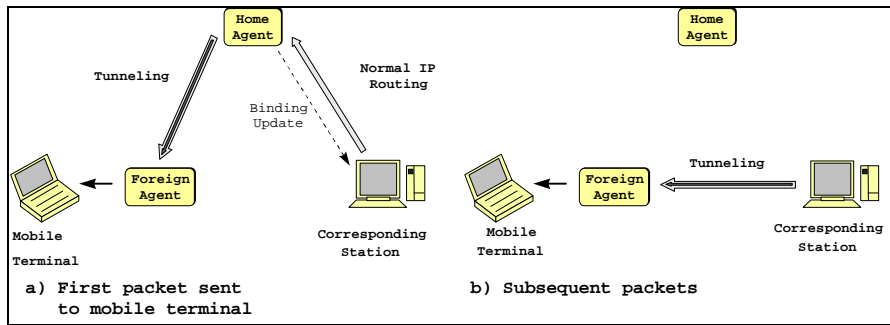 Home
Agent
Tunneling
Normal IP
Routing
Binding
Update
Foreign
Agent
Mobile
Terminal
Corresponding
Station
a) First packet sent
to mobile terminal
Home
Agent
Tunneling
Foreign
Agent
Mobile
Terminal
Corresponding
Station
b) Subsequent packets